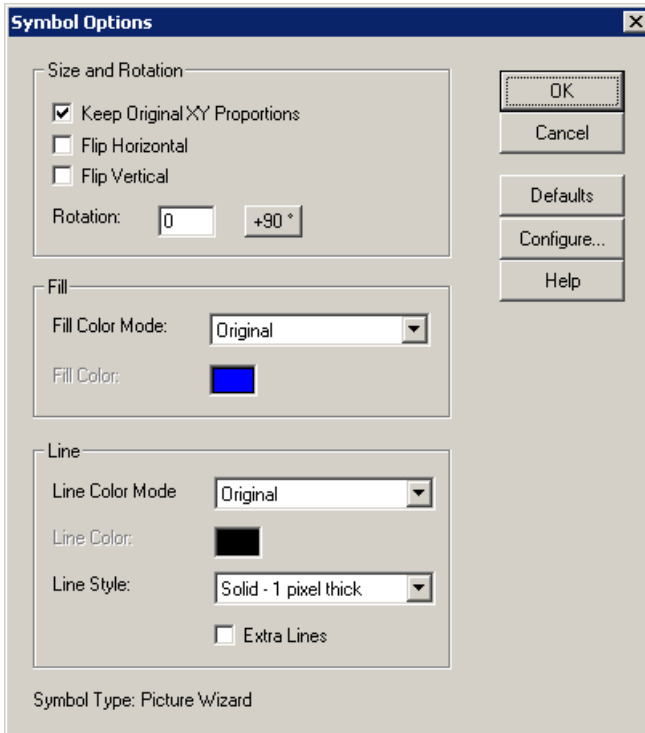 Symbol Options
Size and Rotation
Keep Original XY Proportions
Flip Horizontal
Flip Vertical
Rotation: 0 +90 °
OK
Cancel
Defaults
Configure...
Help
Fill
Fill Color Mode: Original
Fill Color:
Line
Line Color Mode Original
Line Color:
Line Style: Solid - 1 pixel thick
Extra Lines
Symbol Type: Picture Wizard